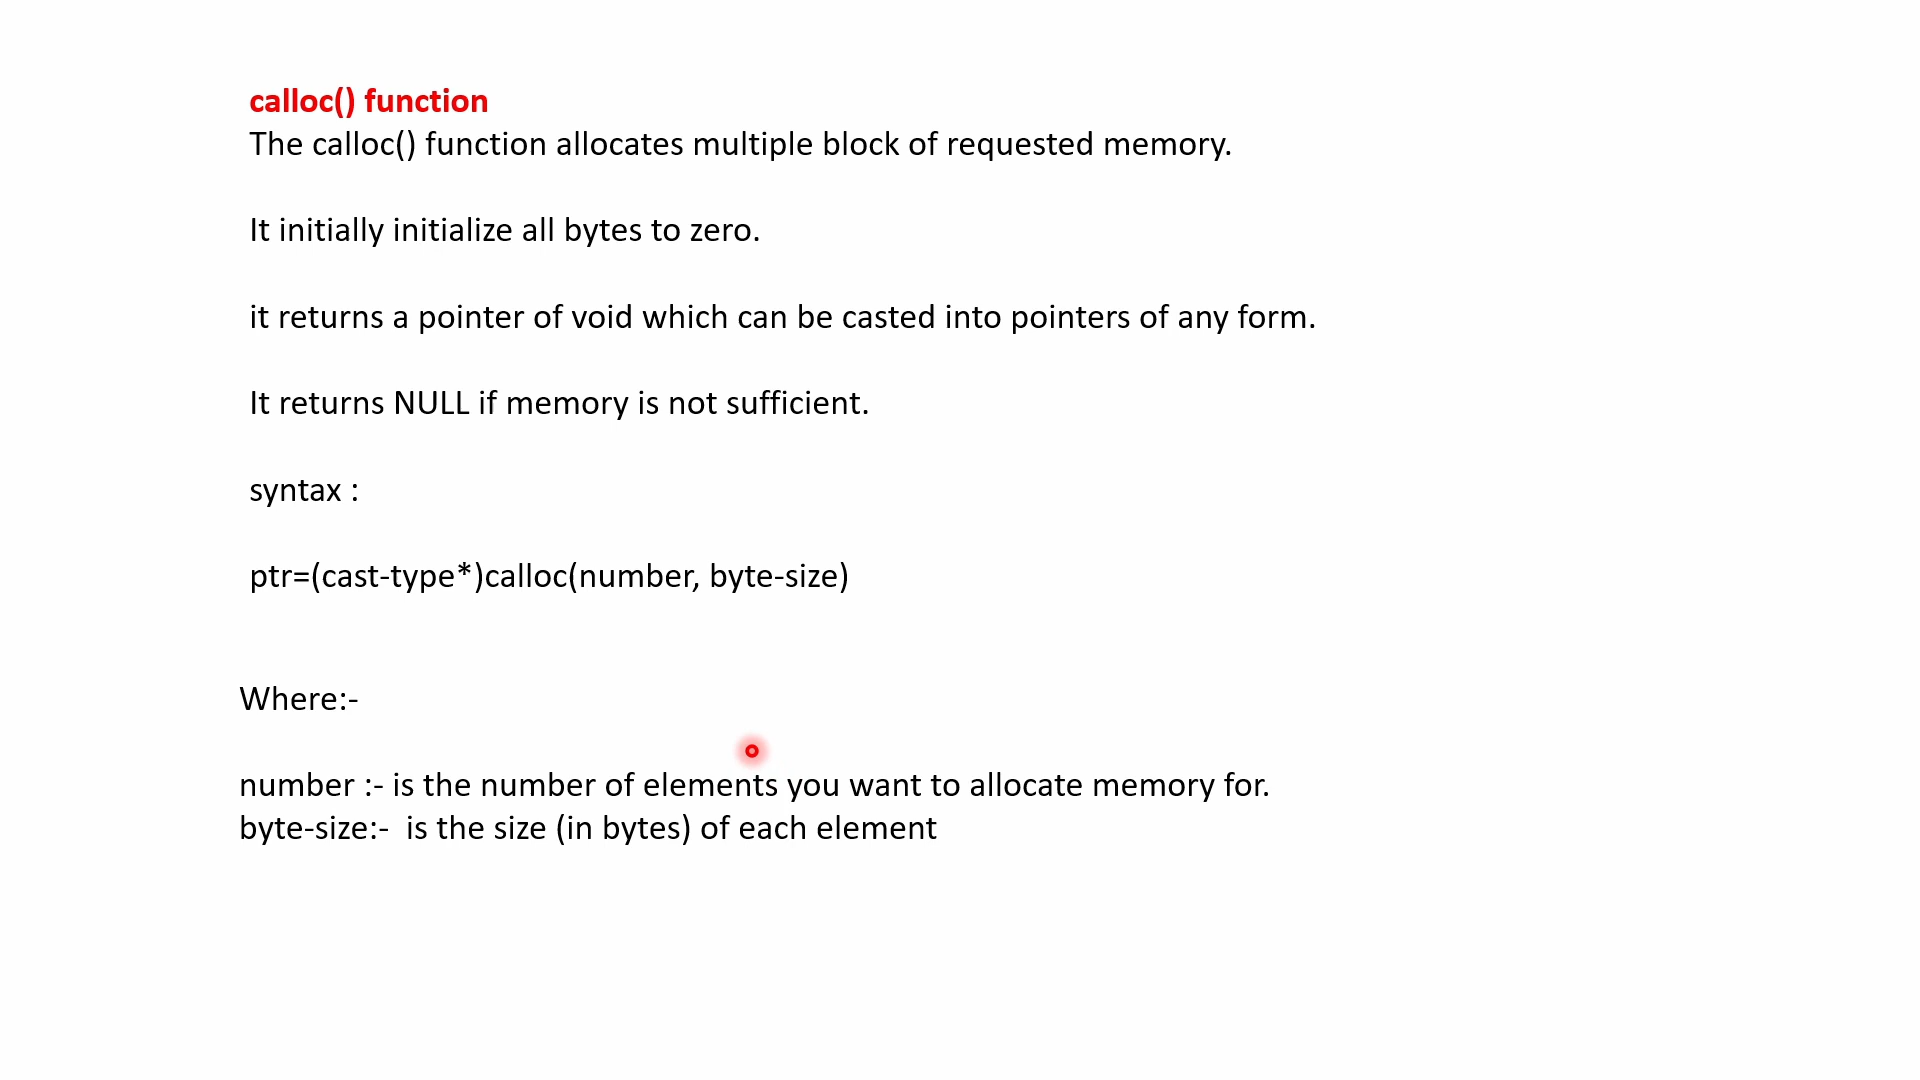 calloc() function
The calloc() function allocates multiple block of requested memory.
It initially initialize all bytes to zero.
it returns a pointer of void which can be casted into pointers of any form.
It returns NULL if memory is not sufficient.
syntax :
ptr=(cast-type*)calloc(number, byte-size)
Where:-
number :- is the number of elements you want to allocate memory for.
byte-size:-  is the size (in bytes) of each element